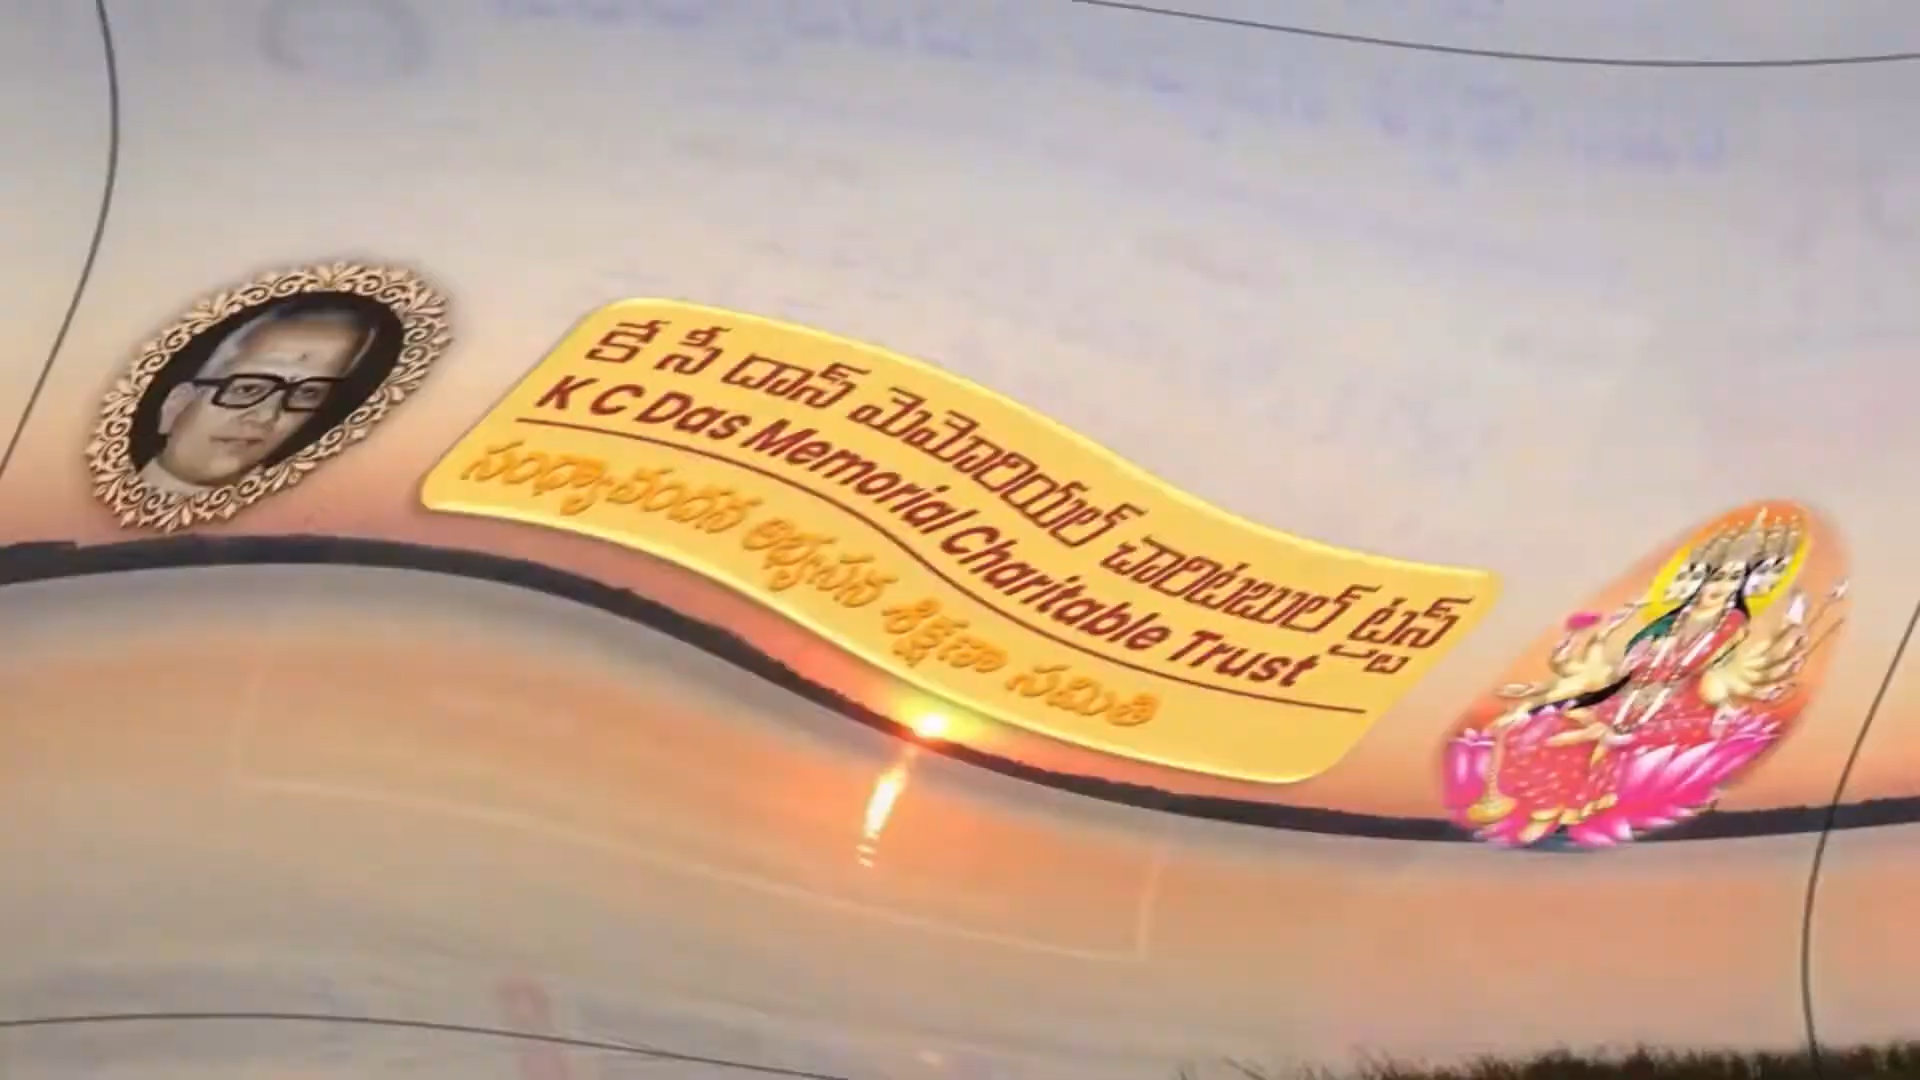 కే సీ దాస్ మెమోరియల్ చారిటబుల్ ట్రస్ట్
K C Das Memorial Charitable Trust
సంధ్యావందన అధ్యయన శిక్షణా సమితి